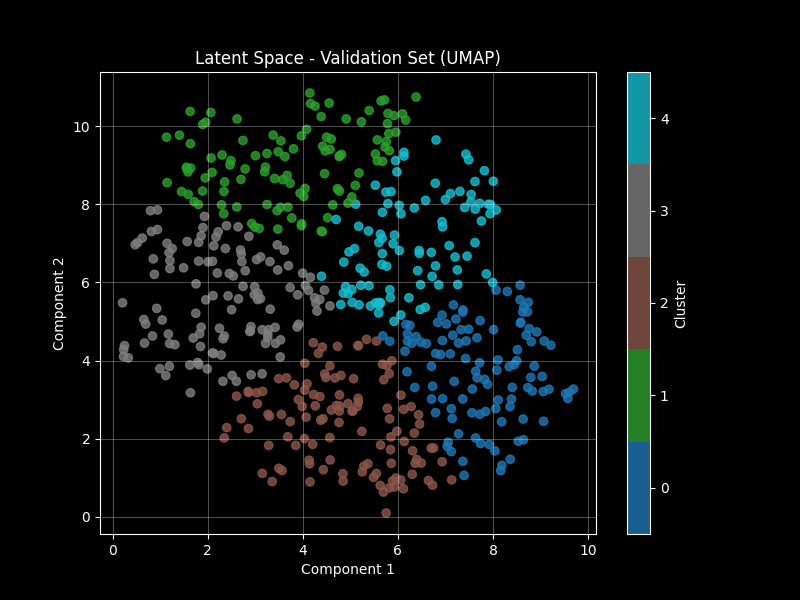 Latent Space - Validation Set (UMAP)
Component 2
10
8
6
4
2
0
0 2 4 6 8 10
Component 1
4
3
2
1
0
Cluster